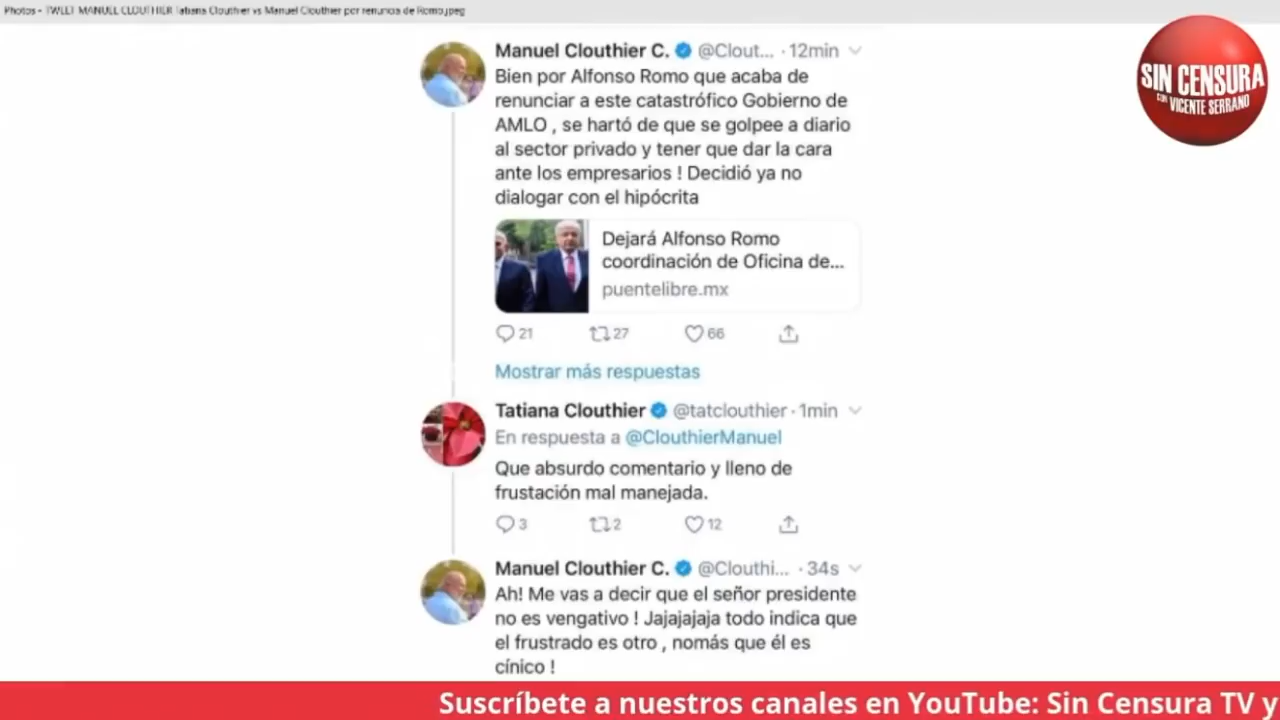 Photos - TWEET MANUEL CLOUTHIER Tatiana Clouthier vs Manuel Clouthier por renuncia de Romo.jpeg
SIN CENSURA
CON VICENTE SERRANO
Manuel Clouthier C. @Clout... · 12min
Bien por Alfonso Romo que acaba de
renunciar a este catastrófico Gobierno de
AMLO , se hartó de que se golpee a diario
al sector privado y tener que dar la cara
ante los empresarios ! Decidió ya no
dialogar con el hipócrita
Dejará Alfonso Romo
coordinación de Oficina de...
puentelibre.mx
21 27 66
Mostrar más respuestas
Tatiana Clouthier @tatclouthier · 1min
En respuesta a @ClouthierManuel
Que absurdo comentario y lleno de
frustación mal manejada.
3 2 12
Manuel Clouthier C. @Clouthi... · 34s
Ah! Me vas a decir que el señor presidente
no es vengativo ! Jajajajaja todo indica que
el frustrado es otro , nomás que él es
cínico !
Suscríbete a nuestros canales en YouTube: Sin Censura TV y